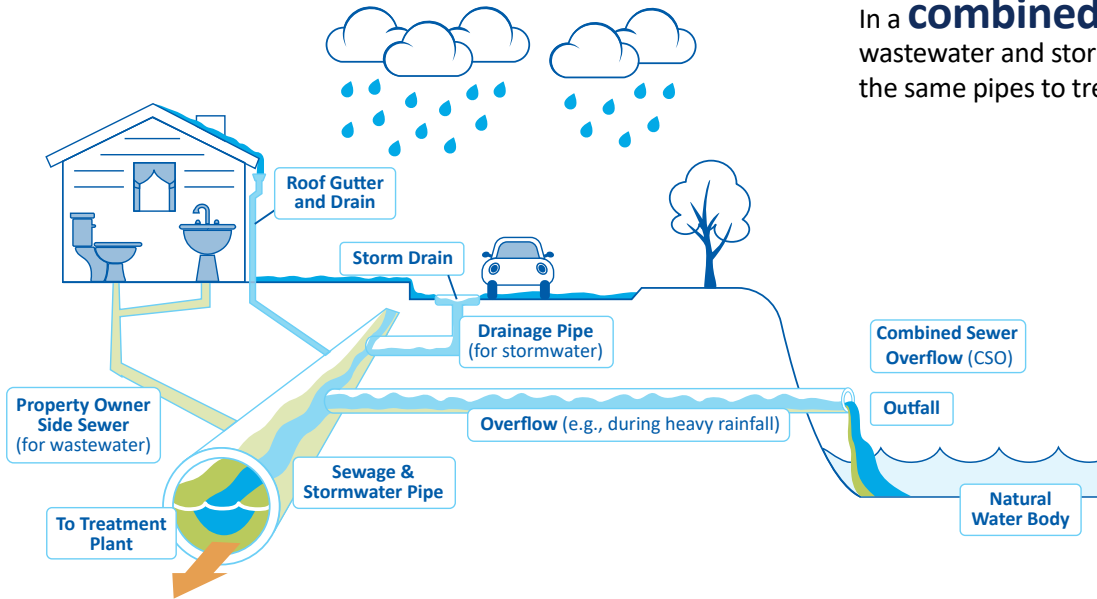 In a combined
wastewater and stor
the same pipes to tre
Roof Gutter
and Drain
Storm Drain
Drainage Pipe
(for stormwater)
Combined Sewer
Overflow (CSO)
Property Owner
Side Sewer
(for wastewater)
Outfall
Overflow (e.g., during heavy rainfall)
Sewage &
Stormwater Pipe
Natural
Water Body
To Treatment
Plant